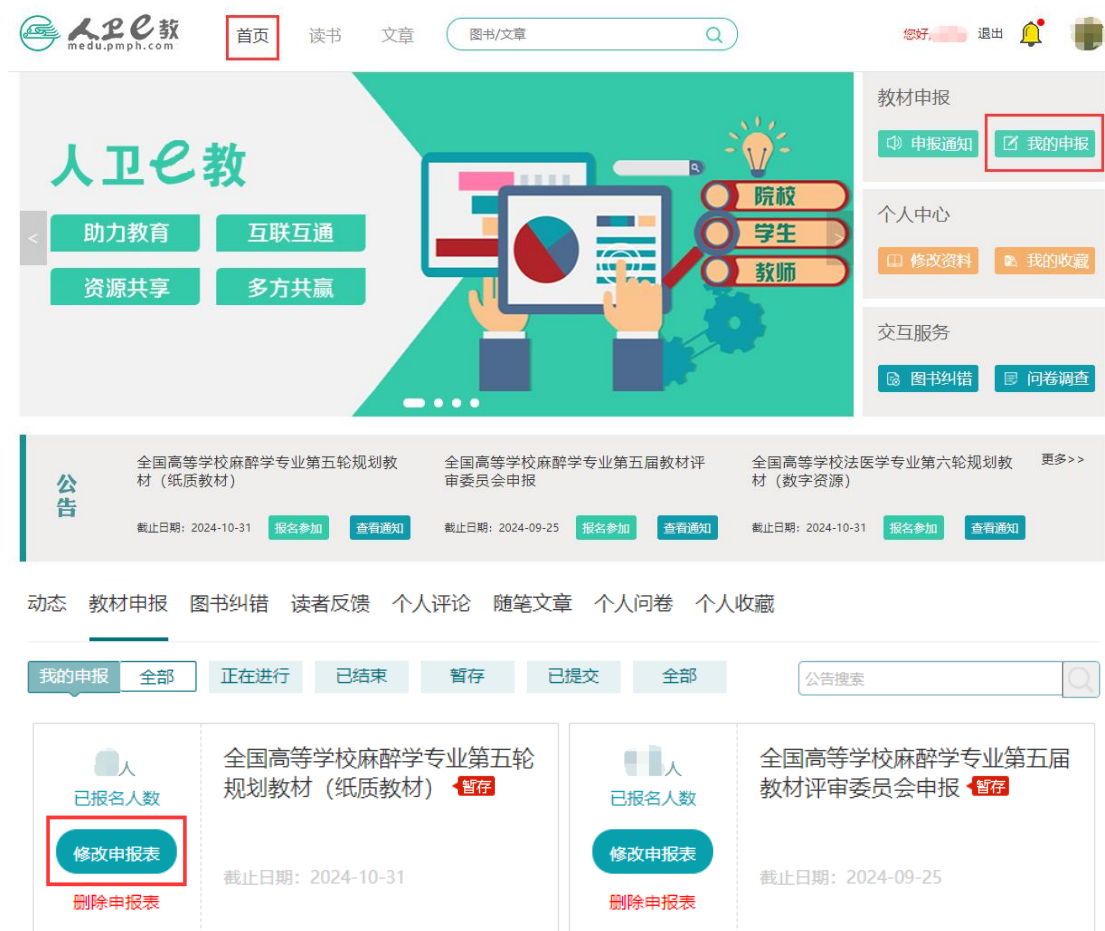 人卫e教
medu.pmph.com
首页 读书 文章 图书/文章 您好, 退出
人卫e教
助力教育 互联互通
资源共享 多方共赢
院校
学生
教师
<
>
教材申报
申报通知 我的申报
个人中心
修改资料 我的收藏
交互服务
图书纠错 问卷调查
公告
全国高等学校麻醉学专业第五轮规划教
材（纸质教材）
截止日期：2024-10-31 报名参加 查看通知
全国高等学校麻醉学专业第五届教材评
审委员会申报
截止日期：2024-09-25 报名参加 查看通知
全国高等学校法医学专业第六轮规划教
材（数字资源）
截止日期：2024-10-31 报名参加 查看通知
更多>>
动态 教材申报 图书纠错 读者反馈 个人评论 随笔文章 个人问卷 个人收藏
我的申报 全部 正在进行 已结束 暂存 已提交 全部 公告搜索
人
已报名人数
修改申报表
删除申报表
全国高等学校麻醉学专业第五轮
规划教材（纸质教材） 暂存
截止日期：2024-10-31
人
已报名人数
修改申报表
删除申报表
全国高等学校麻醉学专业第五届
教材评审委员会申报 暂存
截止日期：2024-09-25